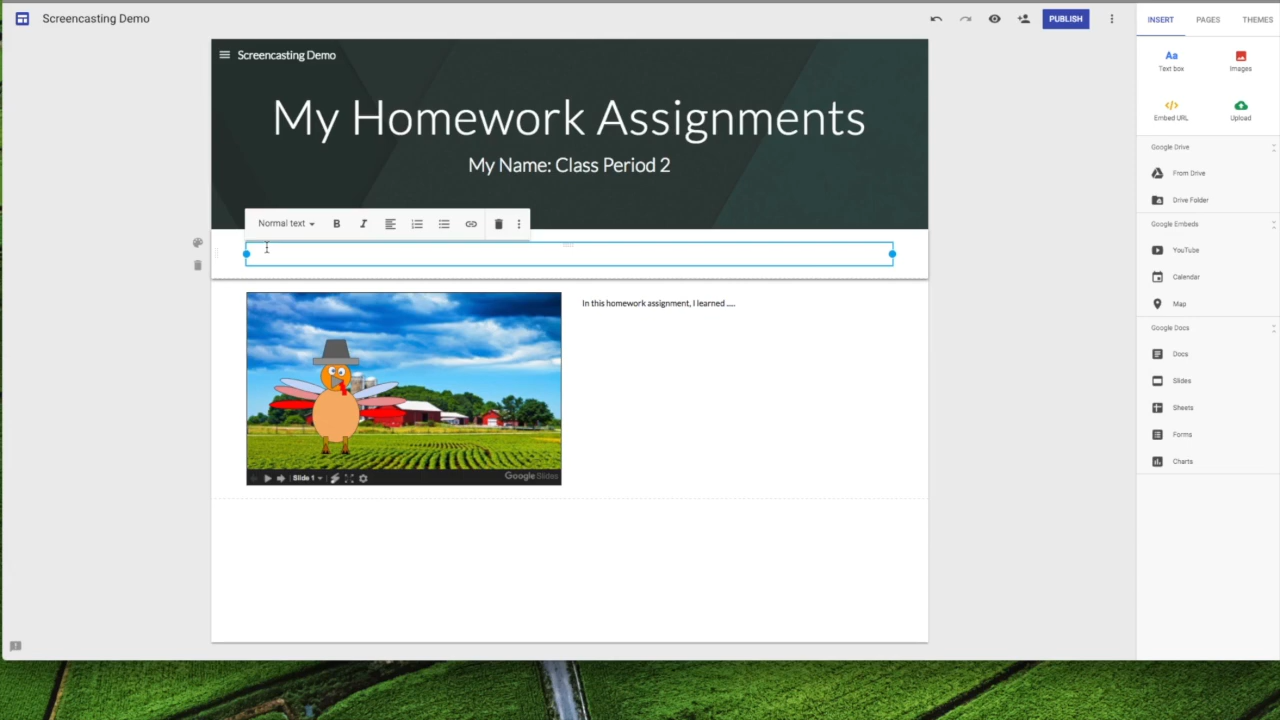 Screencasting Demo
PUBLISH
INSERT
PAGES
THEMES
Screencasting Demo
My Homework Assignments
My Name: Class Period 2
Normal text
B
I
In this homework assignment, I learned .....
Slide 1
Google Slides
Aa
Text box
Images
Embed URL
Upload
Google Drive
From Drive
Drive Folder
Google Embeds
YouTube
Calendar
Map
Google Docs
Docs
Slides
Sheets
Forms
Charts